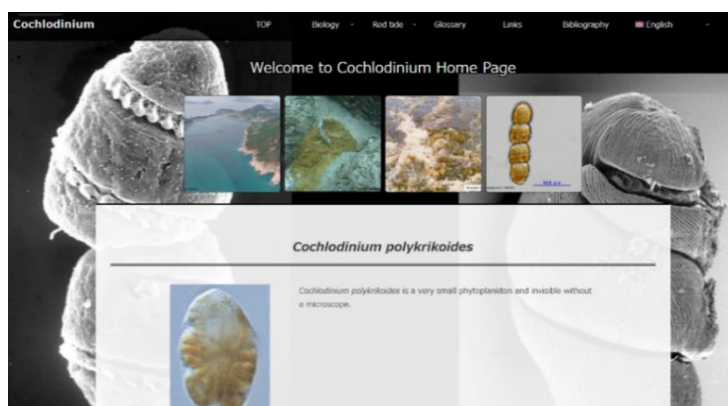 Cochlodinium
TOP Biology Red tide Glossary Links Bibliography English
Welcome to Cochlodinium Home Page
Cochlodinium polykrikoides
Cochlodinium polykrikoides is a very small phytoplankton and invisible without
a microscope.